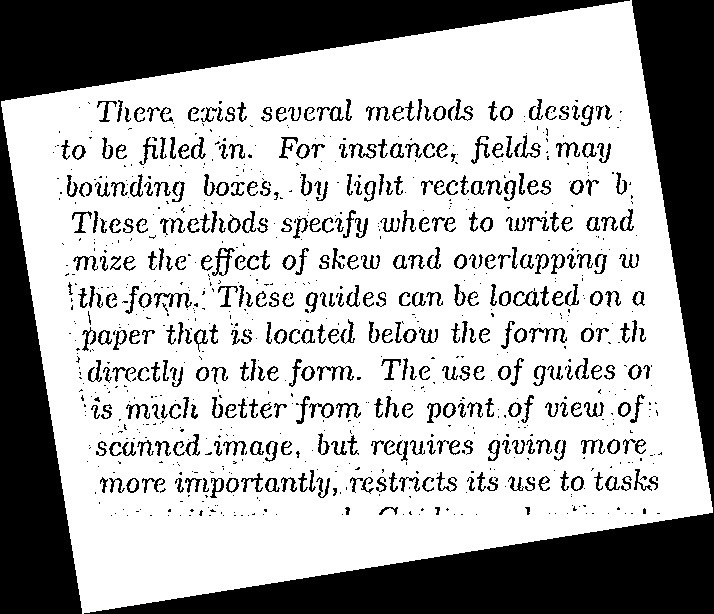 There exist several methods to design
to be filled in. For instance, fields may
bounding boxes, by light rectangles or b
These methods specify where to write and
mize the effect of skew and overlapping w
the form. These guides can be located on a
paper that is located below the form or th
directly on the form. The use of guides or
is much better from the point of view of
scanned image, but requires giving more
more importantly, restricts its use to tasks